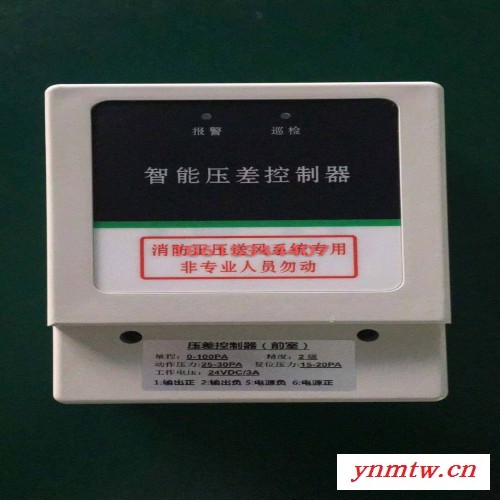 报警 巡检
智能压差控制器
消防正压送风系统专用
非专业人员勿动
压差控制器(前室)
量程:0-100PA 精度:2级
动作压力:25-30PA 复位压力:15-20PA
工作电压:24VDC/3A
1:输出正 2:输出负 5:电源负 6:电源正
ynmtw.cn